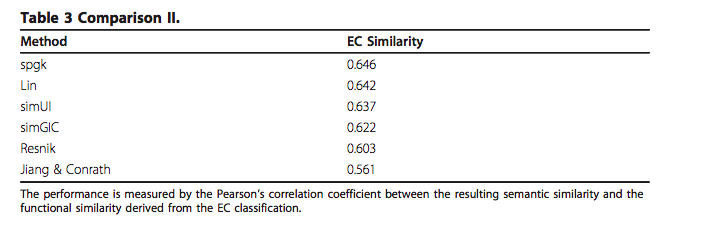 Table 3 Comparison II.
Method EC Similarity
spgk 0.646
Lin 0.642
simUI 0.637
simGIC 0.622
Resnik 0.603
Jiang & Conrath 0.561
The performance is measured by the Pearson's correlation coefficient between the resulting semantic similarity and the
functional similarity derived from the EC classification.